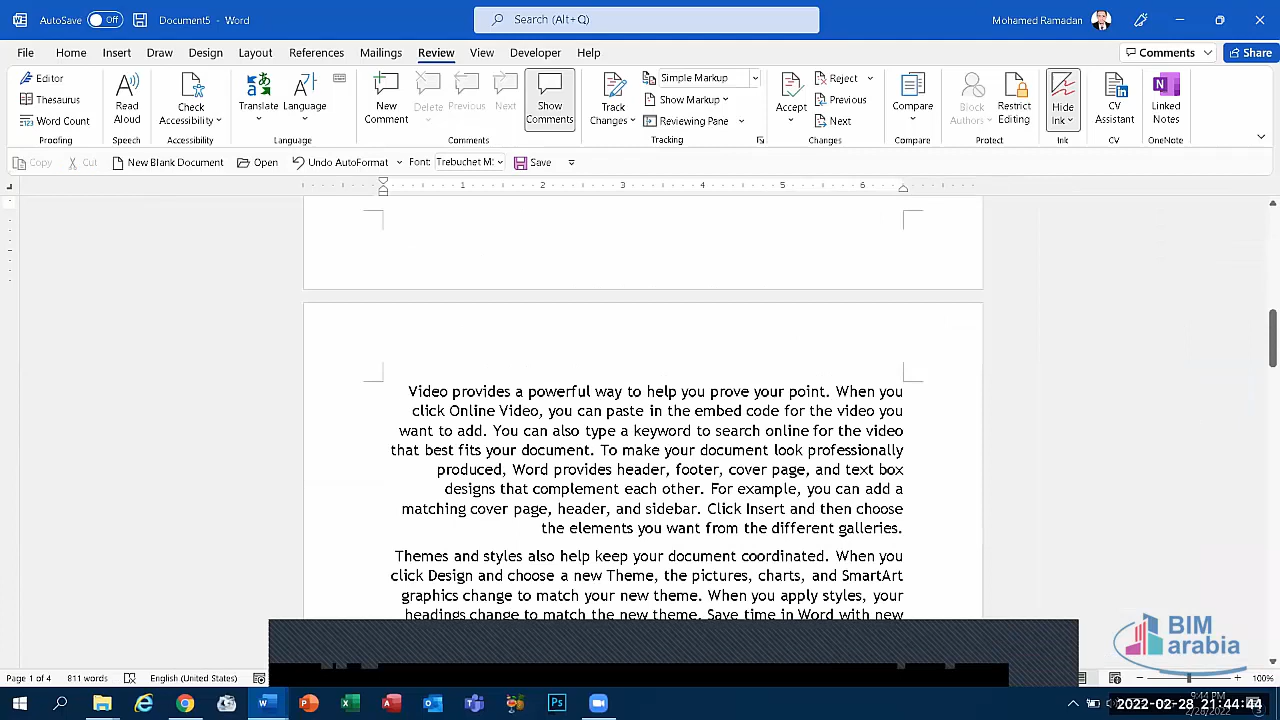 AutoSave Off Document5 - Word Search (Alt+Q) Mohamed Ramadan
File Home Insert Draw Design Layout References Mailings Review View Developer Help Comments Share
Editor
Thesaurus
Word Count
Proofing
Read Aloud
Speech
Check Accessibility
Accessibility
Translate
Language
Language
New Comment
Delete
Previous
Next
Show Comments
Comments
Track Changes
Simple Markup
Show Markup
Reviewing Pane
Tracking
Accept
Reject
Previous
Next
Changes
Compare
Compare
Block Authors
Restrict Editing
Protect
Hide Ink
Ink
CV Assistant
CV
Linked Notes
OneNote
Copy Cut New Blank Document Open Undo AutoFormat Font: Trebuchet M: Save
1 2 3 4 5 6
Video provides a powerful way to help you prove your point. When you
click Online Video, you can paste in the embed code for the video you
want to add. You can also type a keyword to search online for the video
that best fits your document. To make your document look professionally
produced, Word provides header, footer, cover page, and text box
designs that complement each other. For example, you can add a
matching cover page, header, and sidebar. Click Insert and then choose
the elements you want from the different galleries.
Themes and styles also help keep your document coordinated. When you
click Design and choose a new Theme, the pictures, charts, and SmartArt
graphics change to match your new theme. When you apply styles, your
headings change to match the new theme. Save time in Word with new
BIM
arabia
Page 1 of 4 811 words English (United States) 100%
9:44 PM
2022-02-28 21:44:44